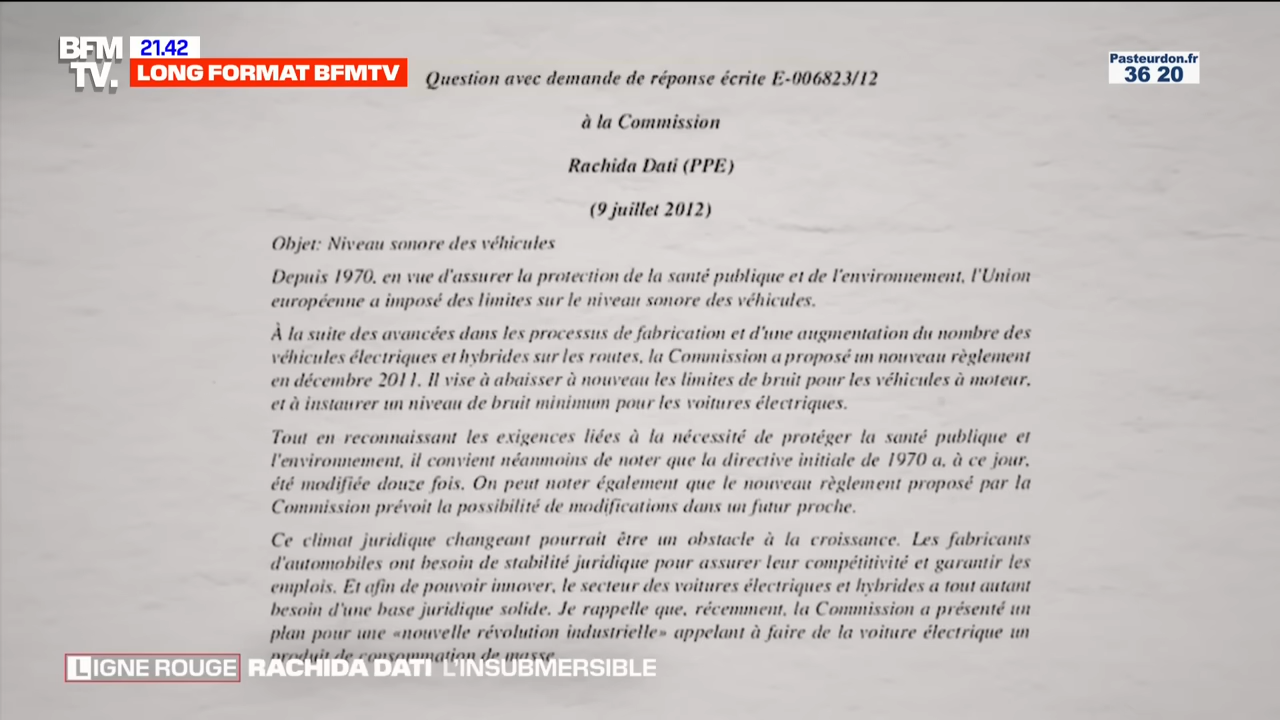 BFM
TV.
21.42
LONG FORMAT BFMTV
Pasteurdon.fr
36 20
Question avec demande de réponse écrite E-006823/12
à la Commission
Rachida Dati (PPE)
(9 juillet 2012)
Objet: Niveau sonore des véhicules
Depuis 1970, en vue d'assurer la protection de la santé publique et de l'environnement, l'Union
européenne a imposé des limites sur le niveau sonore des véhicules.
À la suite des avancées dans les processus de fabrication et d'une augmentation du nombre des
véhicules électriques et hybrides sur les routes, la Commission a proposé un nouveau règlement
en décembre 2011. Il vise à abaisser à nouveau les limites de bruit pour les véhicules à moteur,
et à instaurer un niveau de bruit minimum pour les voitures électriques.
Tout en reconnaissant les exigences liées à la nécessité de protéger la santé publique et
l'environnement, il convient néanmoins de noter que la directive initiale de 1970 a, à ce jour,
été modifiée douze fois. On peut noter également que le nouveau règlement proposé par la
Commission prévoit la possibilité de modifications dans un futur proche.
Ce climat juridique changeant pourrait être un obstacle à la croissance. Les fabricants
d'automobiles ont besoin de stabilité juridique pour assurer leur compétitivité et garantir les
emplois. Et afin de pouvoir innover, le secteur des voitures électriques et hybrides a tout autant
besoin d'une base juridique solide. Je rappelle que, récemment, la Commission a présenté un
plan pour une «nouvelle révolution industrielle» appelant à faire de la voiture électrique un
produit de consommation de masse
LIGNE ROUGE RACHIDA DATI L'INSUBMERSIBLE